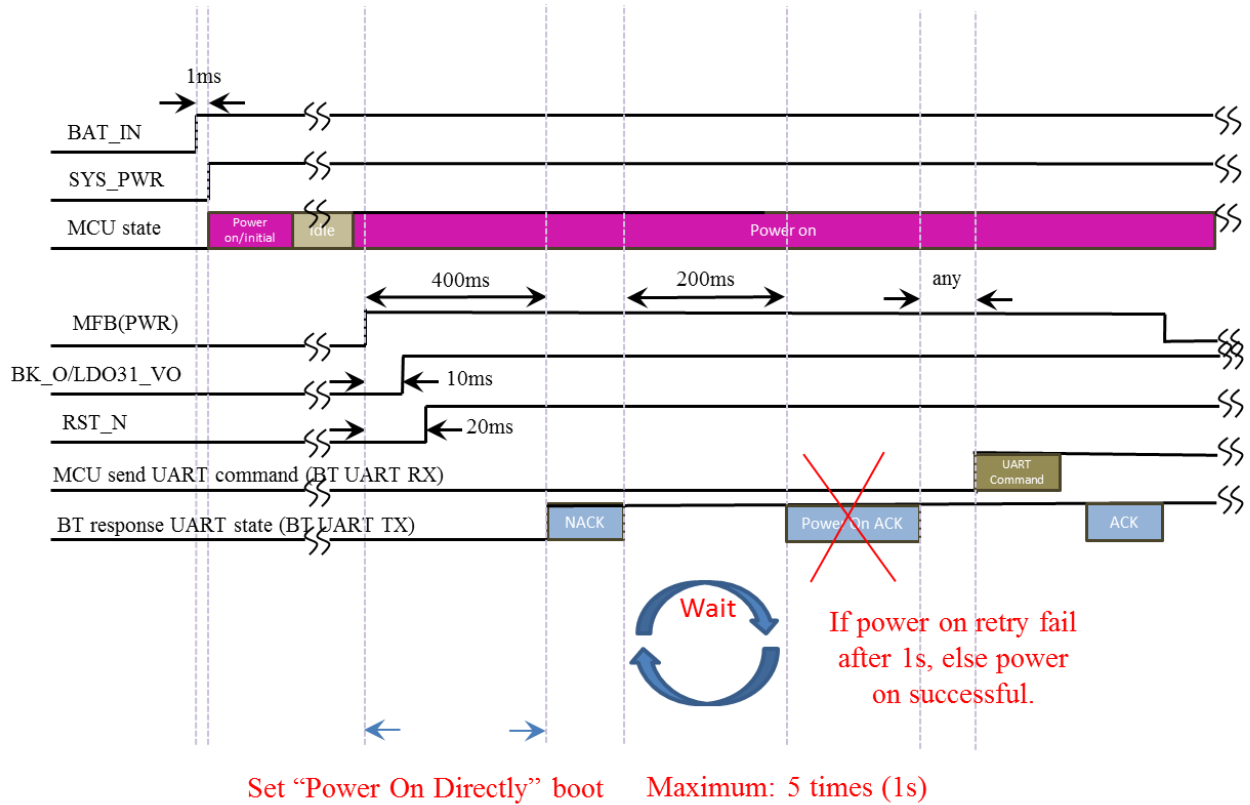 1ms
BAT_IN
SYS_PWR
MCU state
Power
on/initial
Idle
Power on
400ms
200ms
any
MFB(PWR)
BK_O/LDO31_VO
10ms
RST_N
20ms
MCU send UART command (BT UART RX)
UART
Command
BT response UART state (BT UART TX)
NACK
Power On ACK
ACK
Wait
If power on retry fail
after 1s, else power
on successful.
Set “Power On Directly” boot
Maximum: 5 times (1s)